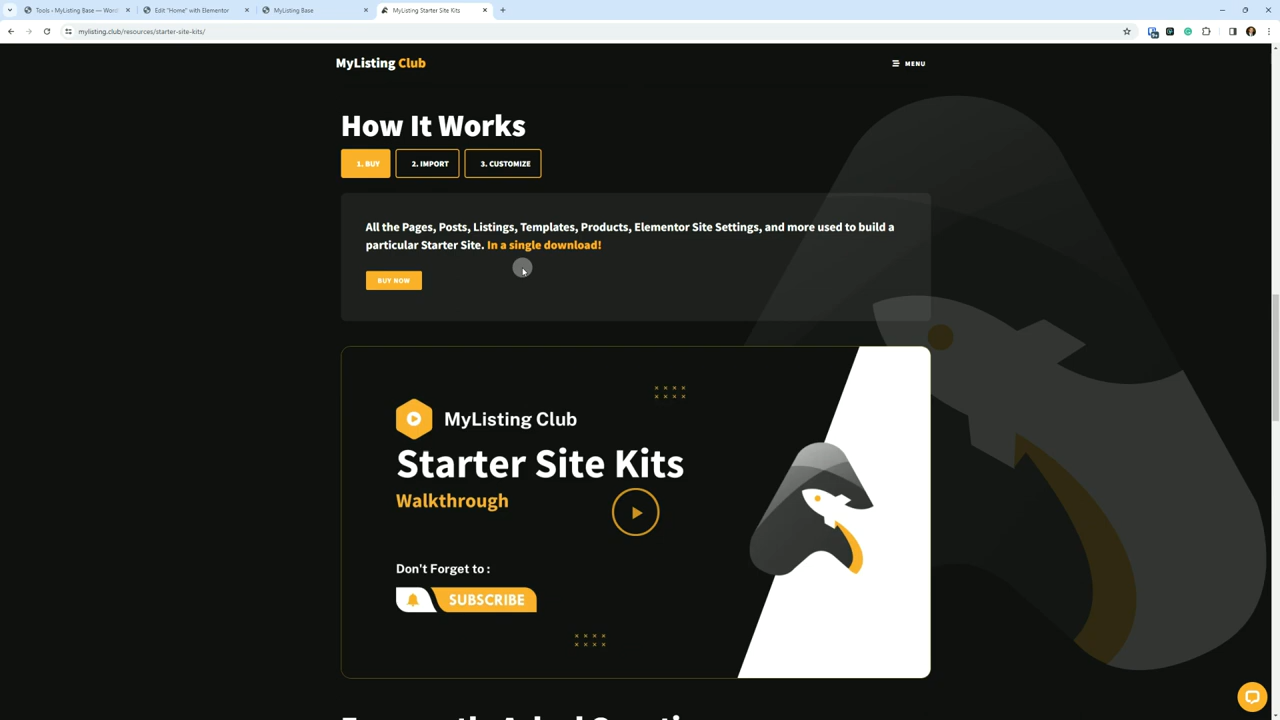 Tools ‹ MyListing Base — Word
Edit "Home" with Elementor
MyListing Base
MyListing Starter Site Kits
mylisting.club/resources/starter-site-kits/
MyListing Club
MENU
How It Works
1. BUY
2. IMPORT
3. CUSTOMIZE
All the Pages, Posts, Listings, Templates, Products, Elementor Site Settings, and more used to build a
particular Starter Site. In a single download!
BUY NOW
MyListing Club
Starter Site Kits
Walkthrough
Don't Forget to :
SUBSCRIBE